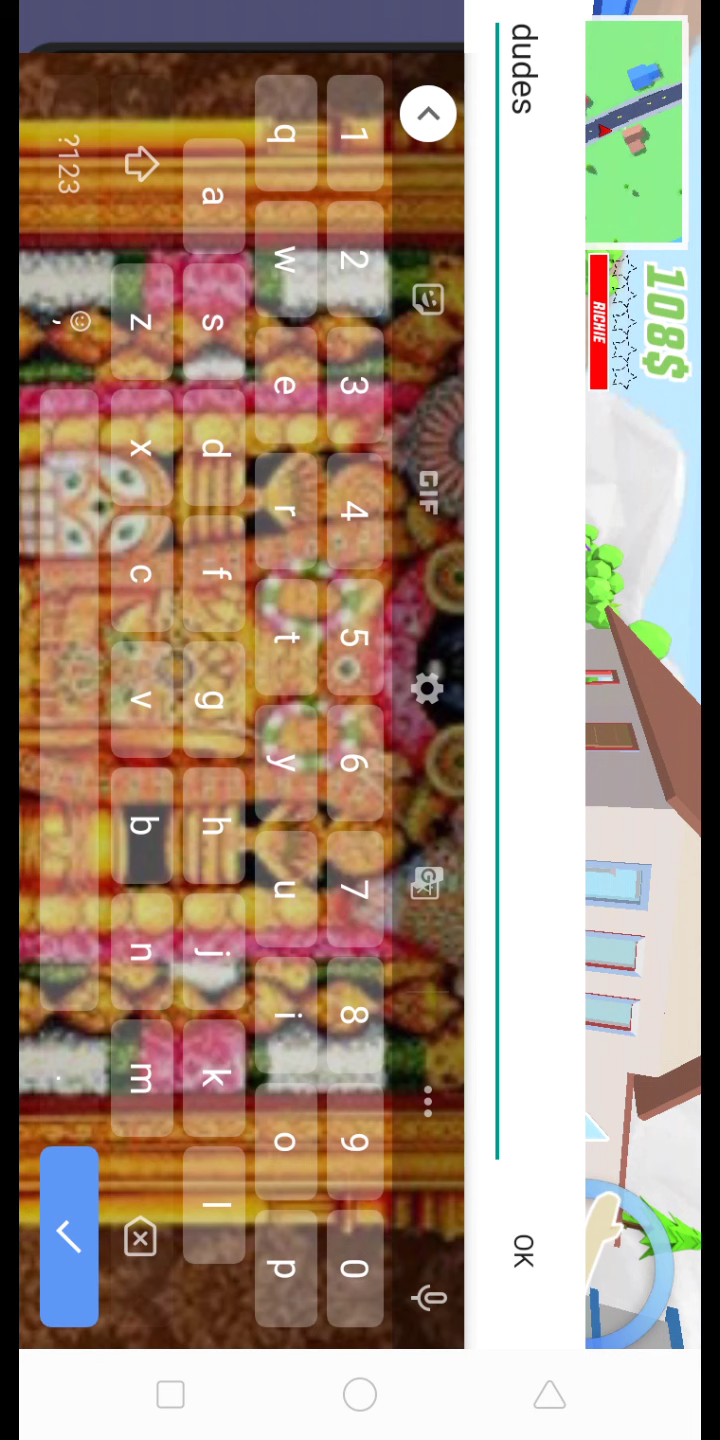 108$
RICHIE
dudes
OK
GIF
1 2 3 4 5 6 7 8 9 0
q w e r t y u i o p
a s d f g h j k l
z x c v b n m
?123 , .